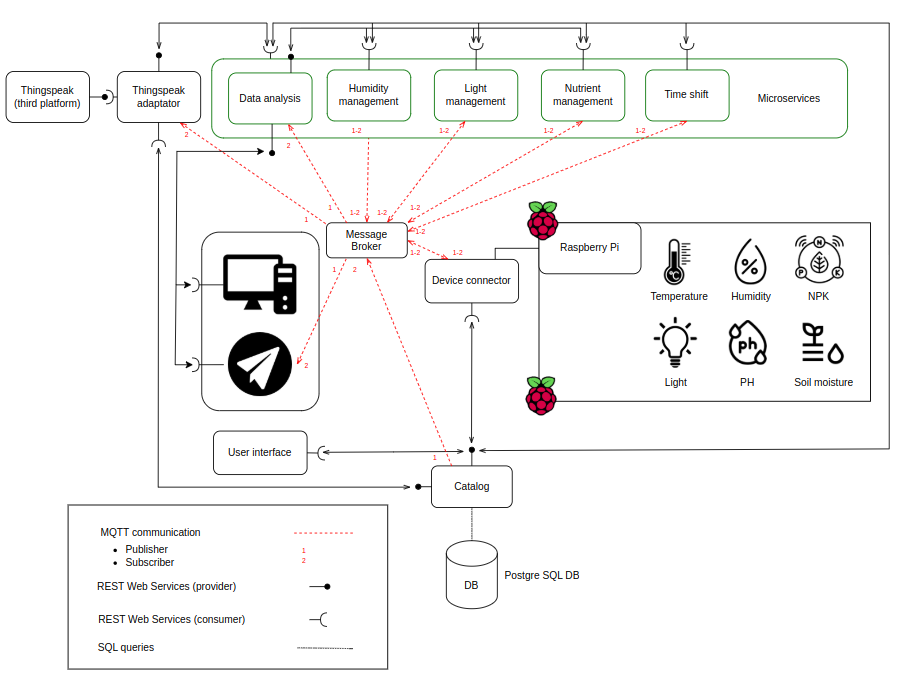 Thingspeak
(third platform)
Thingspeak
adaptator
Data analysis
Humidity
management
Light
management
Nutrient
management
Time shift
Microservices
2
2
1-2
1-2
1-2
1-2
1
1
1-2
1-2
1-2
1-2
1-2
1-2
Message
Broker
1
2
2
1
Device connector
Raspberry Pi
Temperature
Humidity
NPK
N
P
K
°C
%
Light
PH
ph
Soil moisture
User interface
Catalog
DB
Postgre SQL DB
MQTT communication
Publisher
1
Subscriber
2
REST Web Services (provider)
REST Web Services (consumer)
SQL queries